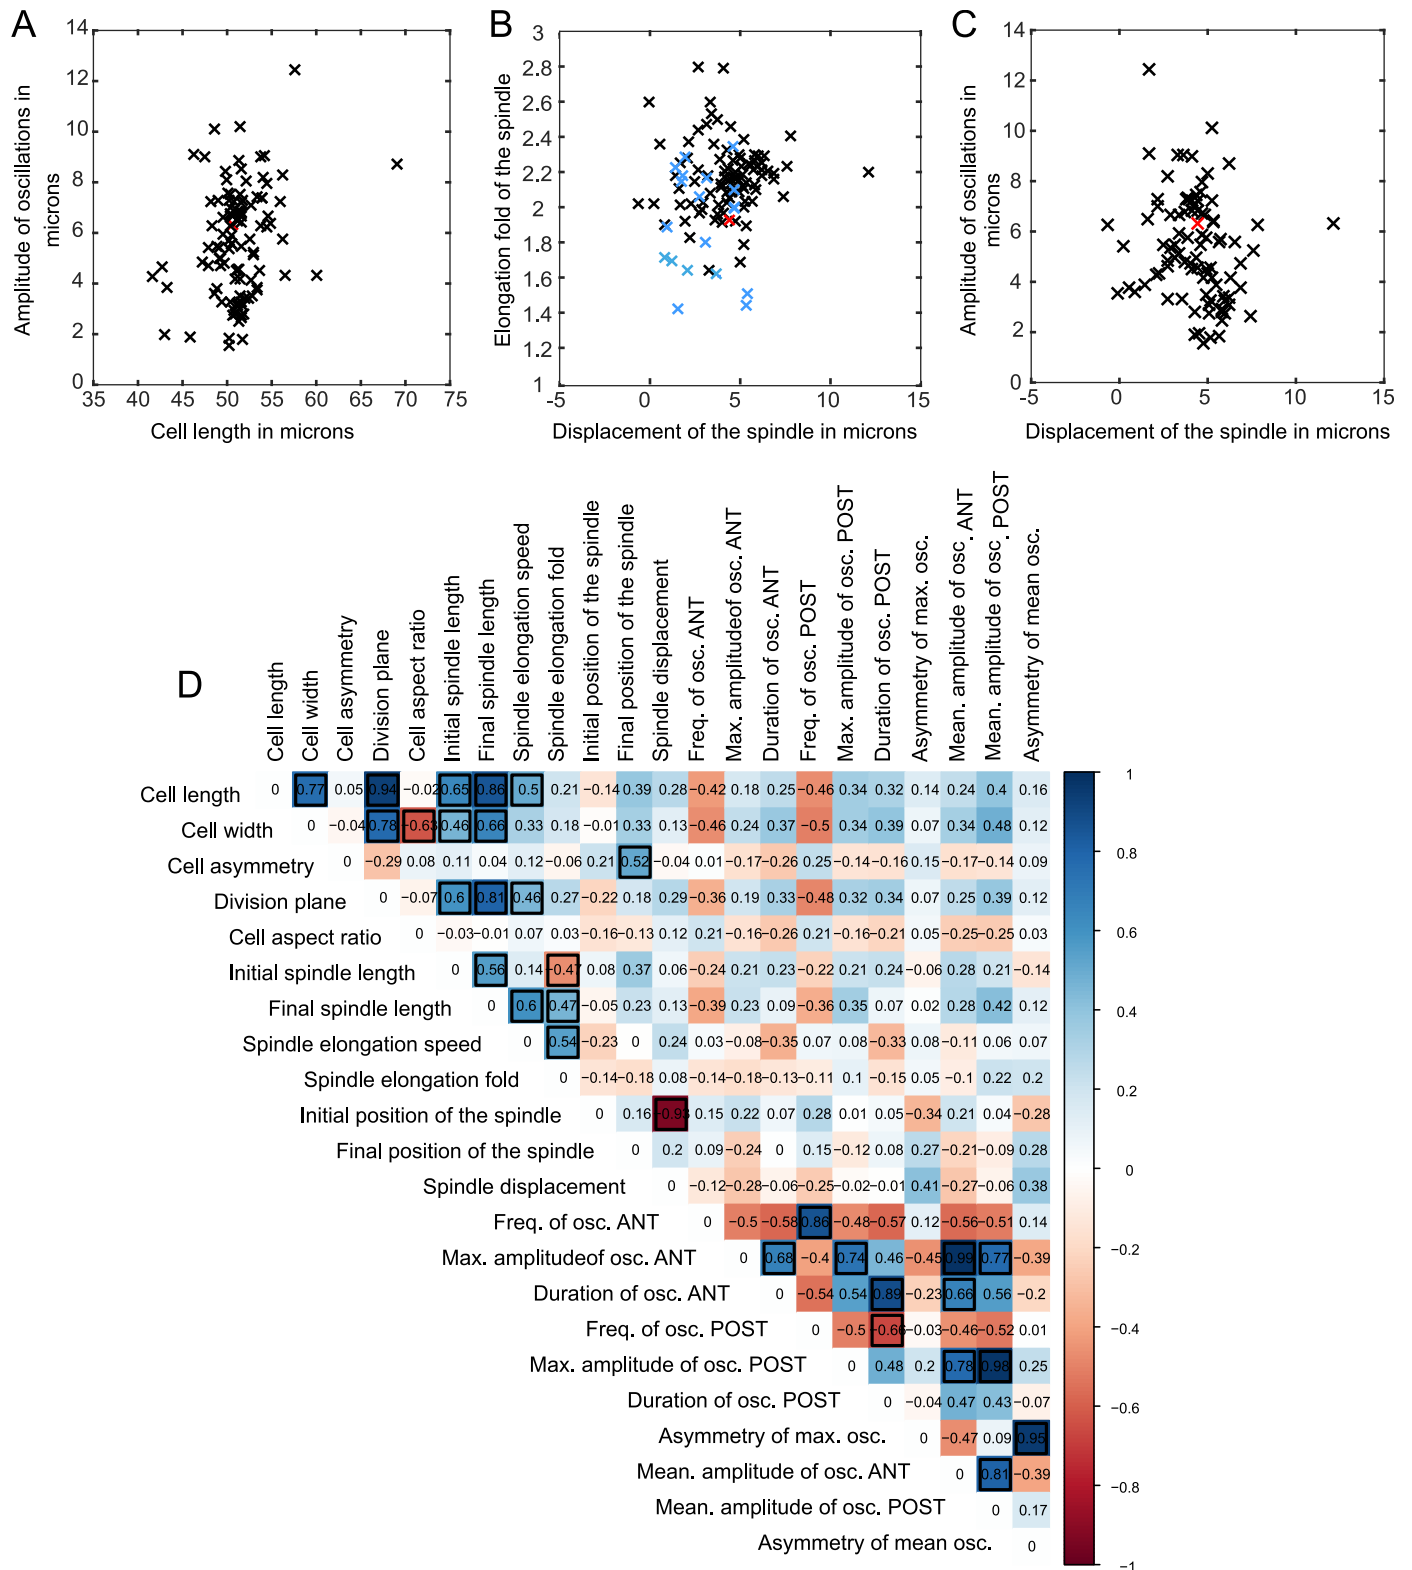 A
B
C
14
12
10
8
6
4
2
0
35 40 45 50 55 60 65 70 75
Amplitude of oscillations in
microns
Cell length in microns
3
2.8
2.6
2.4
2.2
2
1.8
1.6
1.4
1.2
1
0 5 10 15
Elongation fold of the spindle
Displacement of the spindle in microns
14
12
10
8
6
4
2
0
-5 0 5 10 15
Amplitude of oscillations in
microns
Displacement of the spindle in microns
D
Cell length
Cell width
Cell asymmetry
Division plane
Cell aspect ratio
Initial spindle length
Final spindle length
Spindle elongation speed
Spindle elongation fold
Initial position of the spindle
Final position of the spindle
Spindle displacement
Freq. of osc. ANT
Max. amplitudeof osc. ANT
Duration of osc. ANT
Freq. of osc. POST
Max. amplitude of osc. POST
Duration of osc. POST
Asymmetry of max. osc.
Mean. amplitude of osc. ANT
Mean. amplitude of osc. POST
Asymmetry of mean osc.
Cell length 0 0.77 0.05 0.94 −0.02 0.65 0.86 0.5 0.21 −0.14 0.39 0.28 −0.42 0.18 0.25 −0.46 0.34 0.32 0.14 0.24 0.4 0.16
Cell width 0 −0.04 0.78 −0.63 0.46 0.66 0.33 0.18 −0.01 0.33 0.13 −0.46 0.24 0.37 −0.5 0.34 0.39 0.07 0.34 0.48 0.12
Cell asymmetry 0 −0.29 0.08 0.11 0.04 0.12 −0.06 0.21 0.52 −0.04 0.01 −0.17 −0.26 0.25 −0.14 −0.16 0.15 −0.17 −0.14 0.09
Division plane 0 −0.07 0.6 0.81 0.46 0.27 −0.22 0.18 0.29 −0.36 0.19 0.33 −0.48 0.32 0.34 0.07 0.25 0.39 0.12
Cell aspect ratio 0 −0.03 −0.01 0.07 0.03 −0.16 −0.13 0.12 0.21 −0.16 −0.26 0.21 −0.16 −0.21 0.05 −0.25 −0.25 0.03
Initial spindle length 0 0.56 0.14 −0.47 0.08 0.37 0.06 −0.24 0.21 0.23 −0.22 0.21 0.24 −0.06 0.28 0.21 −0.14
Final spindle length 0 0.6 0.47 −0.05 0.23 0.13 −0.39 0.23 0.09 −0.36 0.35 0.07 0.02 0.28 0.42 0.12
Spindle elongation speed 0 0.54 −0.23 0 0.24 0.03 −0.08 −0.35 0.07 0.08 −0.33 0.08 −0.11 0.06 0.07
Spindle elongation fold 0 −0.14 −0.18 0.08 −0.14 −0.18 −0.13 −0.11 0.1 −0.15 0.05 −0.1 0.22 0.2
Initial position of the spindle 0 0.16 −0.93 0.15 0.22 0.07 0.28 0.01 0.05 −0.34 0.21 0.04 −0.28
Final position of the spindle 0 0.2 0.09 −0.24 0 0.15 −0.12 0.08 0.27 −0.21 −0.09 0.28
Spindle displacement 0 −0.12 −0.28 −0.06 −0.25 −0.02 −0.01 0.41 −0.27 −0.06 0.38
Freq. of osc. ANT 0 −0.5 −0.58 0.86 −0.48 −0.57 0.12 −0.56 −0.51 0.14
Max. amplitudeof osc. ANT 0 0.68 −0.4 0.74 0.46 −0.45 0.99 0.77 −0.39
Duration of osc. ANT 0 −0.54 0.54 0.89 −0.23 0.66 0.56 −0.2
Freq. of osc. POST 0 −0.5 −0.66 −0.03 −0.46 −0.52 0.01
Max. amplitude of osc. POST 0 0.48 0.2 0.78 0.98 0.25
Duration of osc. POST 0 −0.04 0.47 0.43 −0.07
Asymmetry of max. osc. 0 −0.47 0.09 0.95
Mean. amplitude of osc. ANT 0 0.81 −0.39
Mean. amplitude of osc. POST 0 0.17
Asymmetry of mean osc. 0
1
0.8
0.6
0.4
0.2
0
−0.2
−0.4
−0.6
−0.8
−1